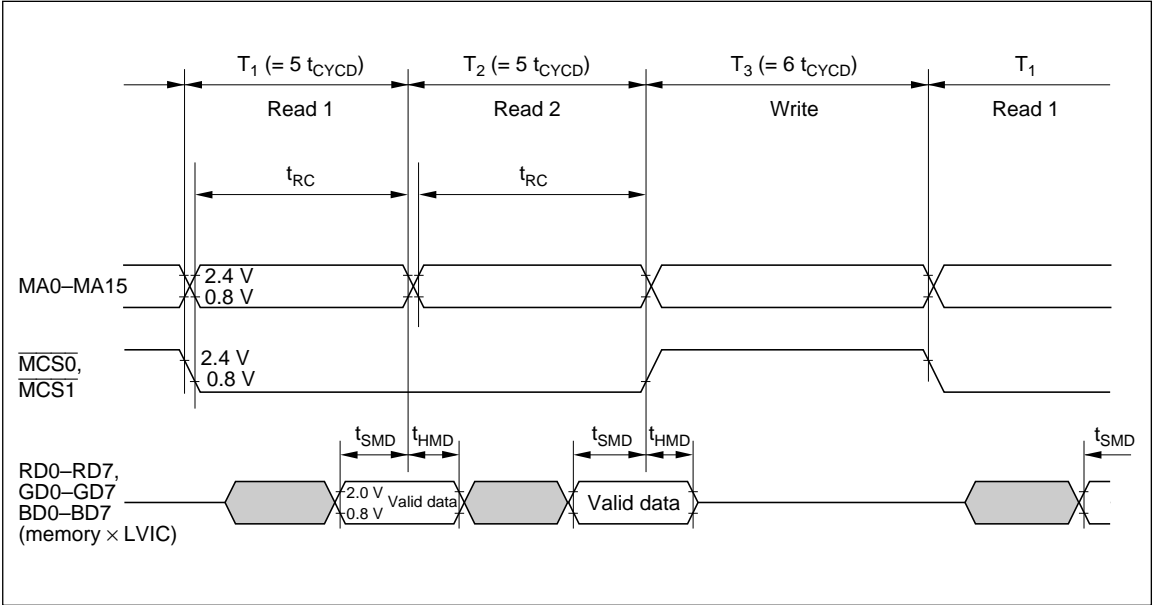 T1 (= 5 tCYCD) T2 (= 5 tCYCD) T3 (= 6 tCYCD) T1
Read 1 Read 2 Write Read 1
tRC tRC
MA0–MA15
2.4 V
0.8 V
MCS0,
MCS1
2.4 V
0.8 V
tSMD tHMD tSMD tHMD tSMD
RD0–RD7,
GD0–GD7
BD0–BD7
(memory × LVIC)
2.0 V
0.8 V
Valid data Valid data